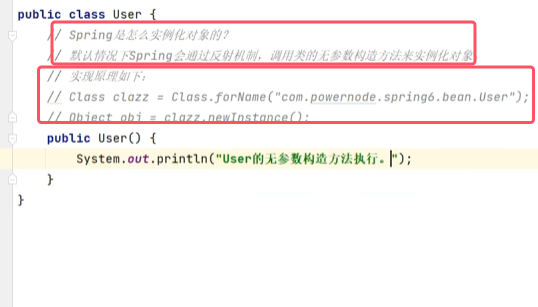 public class User {
// Spring是怎么实例化对象的？
// 默认情况下Spring会通过反射机制，调用类的无参数构造方法来实例化对象
// 实现原理如下：
// Class clazz = Class.forName("com.powernode.spring6.bean.User");
// Object obj = clazz.newInstance();
public User() {
System.out.println("User的无参数构造方法执行。");
}
}